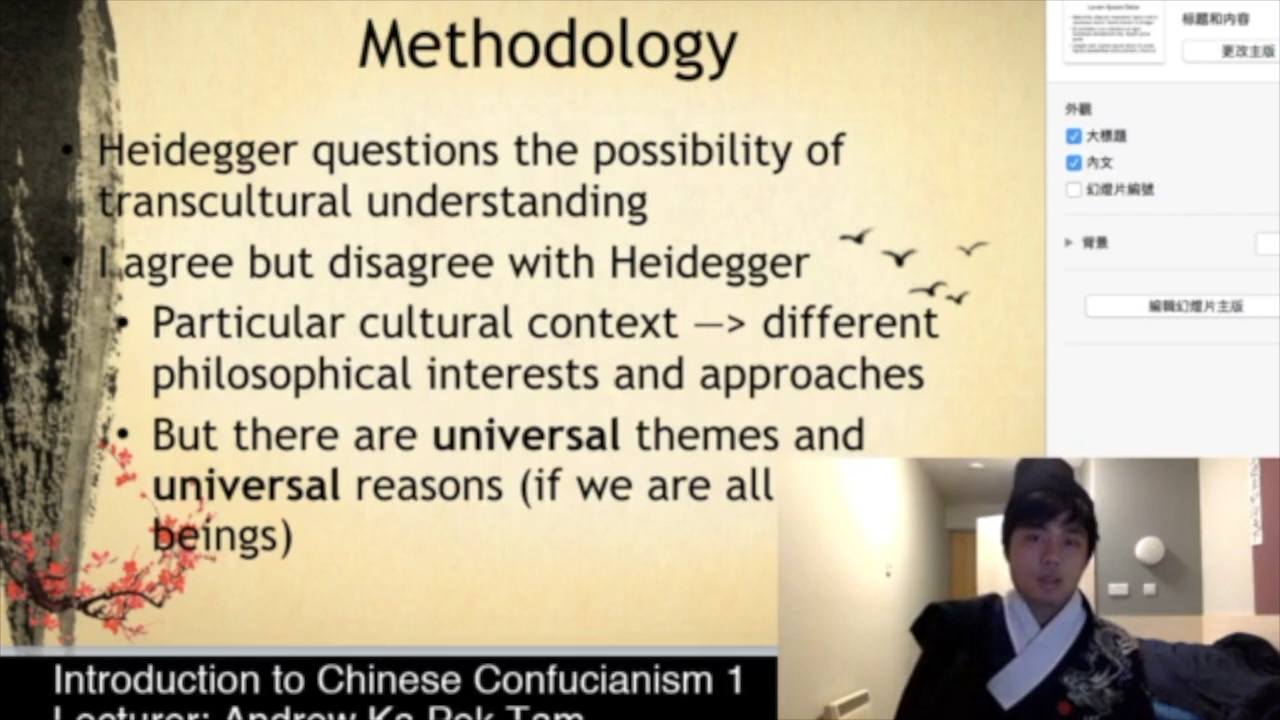 Methodology
• Heidegger questions the possibility of
transcultural understanding
• I agree but disagree with Heidegger
• Particular cultural context —> different
philosophical interests and approaches
• But there are universal themes and
universal reasons (if we are all
beings)
标题和内容
更改主版
外觀
大標題
內文
幻燈片編號
背景
編輯幻燈片主版
Introduction to Chinese Confucianism 1
Lecturer: Andrew Ka Pok Tam